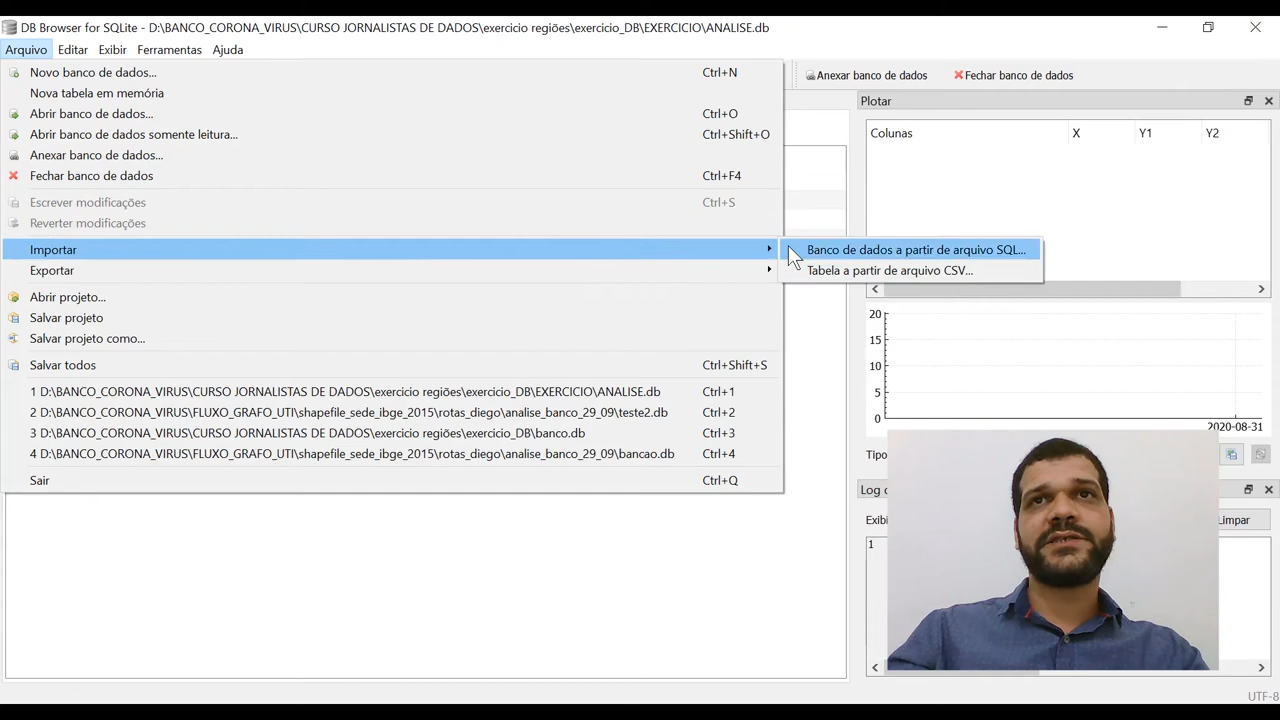 DB Browser for SQLite - D:\BANCO_CORONA_VIRUS\CURSO JORNALISTAS DE DADOS\exercicio regiões\exercicio_DB\EXERCICIO\ANALISE.db
Arquivo Editar Exibir Ferramentas Ajuda
Novo banco de dados... Ctrl+N
Anexar banco de dados Fechar banco de dados
Nova tabela em memória
Abrir banco de dados... Ctrl+O
Abrir banco de dados somente leitura... Ctrl+Shift+O
Anexar banco de dados...
Fechar banco de dados Ctrl+F4
Escrever modificações Ctrl+S
Reverter modificações
Importar
Exportar
Abrir projeto...
Salvar projeto
Salvar projeto como...
Salvar todos Ctrl+Shift+S
1 D:\BANCO_CORONA_VIRUS\CURSO JORNALISTAS DE DADOS\exercicio regiões\exercicio_DB\EXERCICIO\ANALISE.db Ctrl+1
2 D:\BANCO_CORONA_VIRUS\FLUXO_GRAFO_UTI\shapefile_sede_ibge_2015\rotas_diego\analise_banco_29_09\teste2.db Ctrl+2
3 D:\BANCO_CORONA_VIRUS\CURSO JORNALISTAS DE DADOS\exercicio regiões\exercicio_DB\banco.db Ctrl+3
4 D:\BANCO_CORONA_VIRUS\FLUXO_GRAFO_UTI\shapefile_sede_ibge_2015\rotas_diego\analise_banco_29_09\bancao.db Ctrl+4
Sair Ctrl+Q
Banco de dados a partir de arquivo SQL...
Tabela a partir de arquivo CSV...
Plotar
Colunas X Y1 Y2
20
15
10
5
0
2020-08-31
Tipo
Log
Exibi
Limpar
1
UTF-8